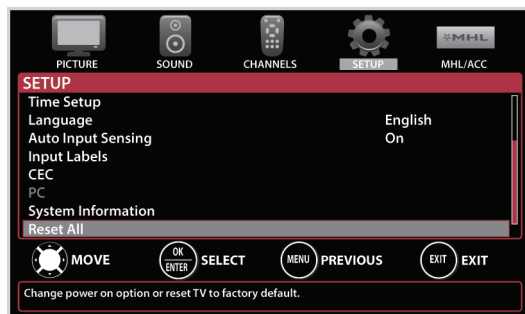 MHL
PICTURE SOUND CHANNELS SETUP MHL/ACC
SETUP
Time Setup
Language English
Auto Input Sensing On
Input Labels
CEC
PC
System Information
Reset All
MOVE OK ENTER SELECT MENU PREVIOUS EXIT EXIT
Change power on option or reset TV to factory default.